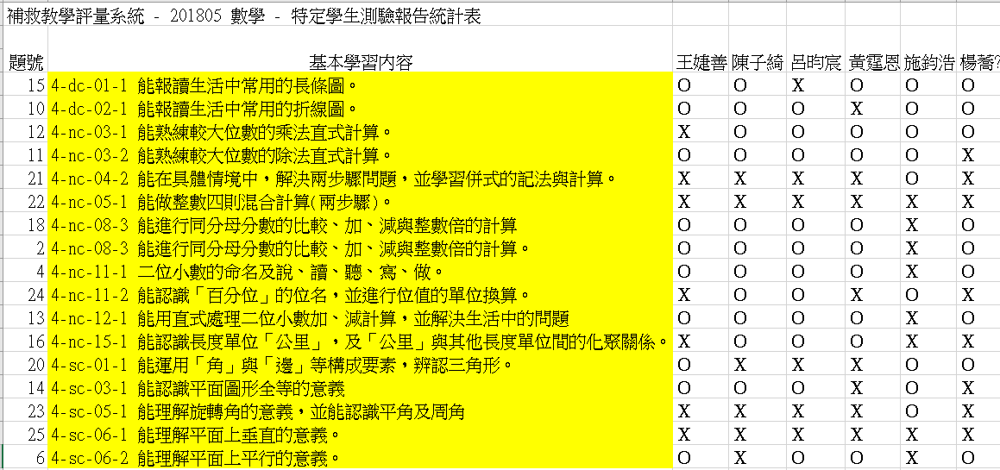 補救教學評量系統 - 201805 數學 - 特定學生測驗報告統計表
題號 基本學習內容 王婕善 陳子綺 呂昀宸 黃霆恩 施鈞浩 楊蕎?
15 4-dc-01-1 能報讀生活中常用的長條圖。 O O X O O O
10 4-dc-02-1 能報讀生活中常用的折線圖。 O O O X O O
12 4-nc-03-1 能熟練較大位數的乘法直式計算。 X O O O O O
11 4-nc-03-2 能熟練較大位數的除法直式計算。 O O O O O X
21 4-nc-04-2 能在具體情境中，解決兩步驟問題，並學習併式的記法與計算。 X X X X O X
22 4-nc-05-1 能做整數四則混合計算(兩步驟)。 X X X X X X
18 4-nc-08-3 能進行同分母分數的比較、加、減與整數倍的計算 O O O O X O
2 4-nc-08-3 能進行同分母分數的比較、加、減與整數倍的計算。 O O O O X O
4 4-nc-11-1 二位小數的命名及說、讀、聽、寫、做。 O O O O X O
24 4-nc-11-2 能認識「百分位」的位名，並進行位值的單位換算。 X O O X O X
13 4-nc-12-1 能用直式處理二位小數加、減計算，並解決生活中的問題 O O O O X O
16 4-nc-15-1 能認識長度單位「公里」，及「公里」與其他長度單位間的化聚關係。 X O O O X X
20 4-sc-01-1 能運用「角」與「邊」等構成要素，辨認三角形。 O X X X O O
14 4-sc-03-1 能認識平面圖形全等的意義 O O O X O X
23 4-sc-05-1 能理解旋轉角的意義，並能認識平角及周角 X X X X O X
25 4-sc-06-1 能理解平面上垂直的意義。 X X X X X X
6 4-sc-06-2 能理解平面上平行的意義。 O X O O X O